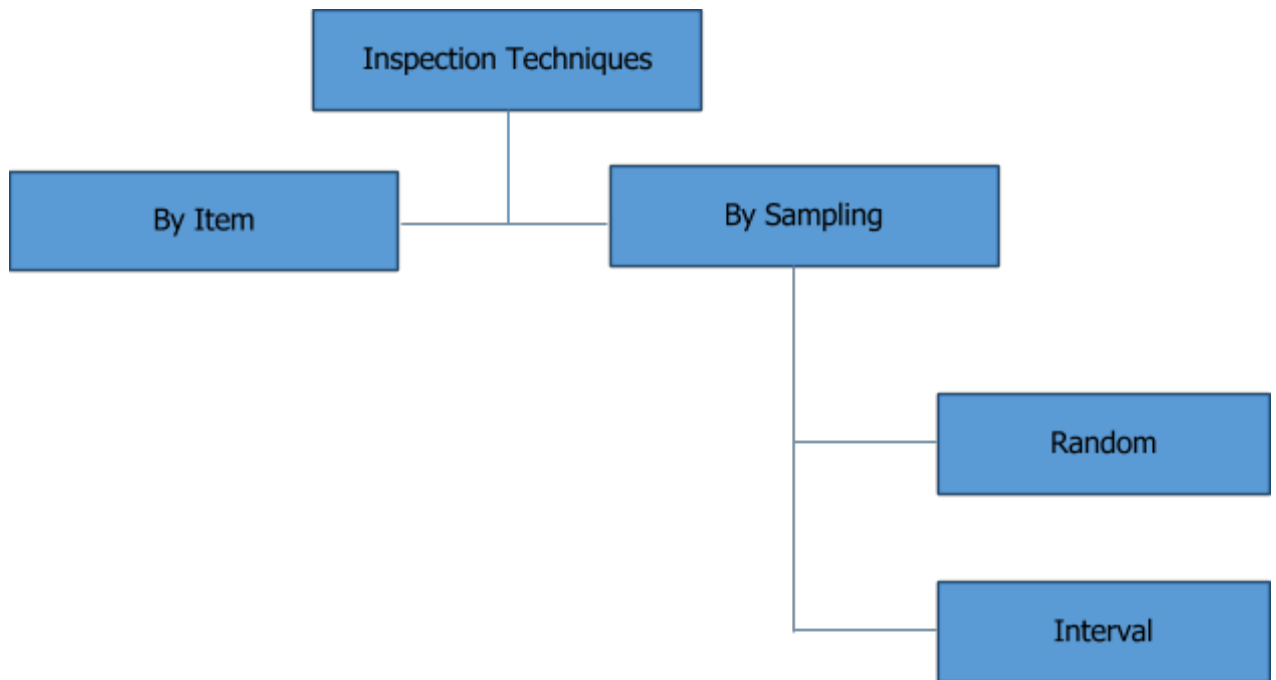 Inspection Techniques
By Item
By Sampling
Random
Interval